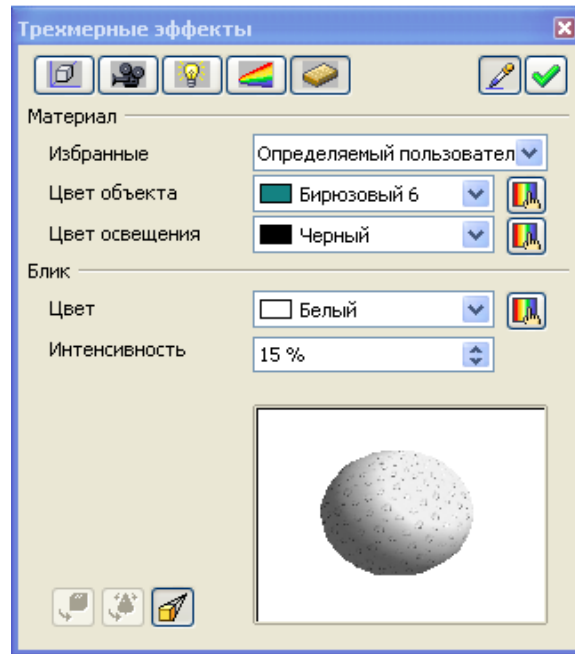 Трехмерные эффекты
Материал
Избранные Определяемый пользовател
Цвет объекта Бирюзовый 6
Цвет освещения Черный
Блик
Цвет Белый
Интенсивность 15 %